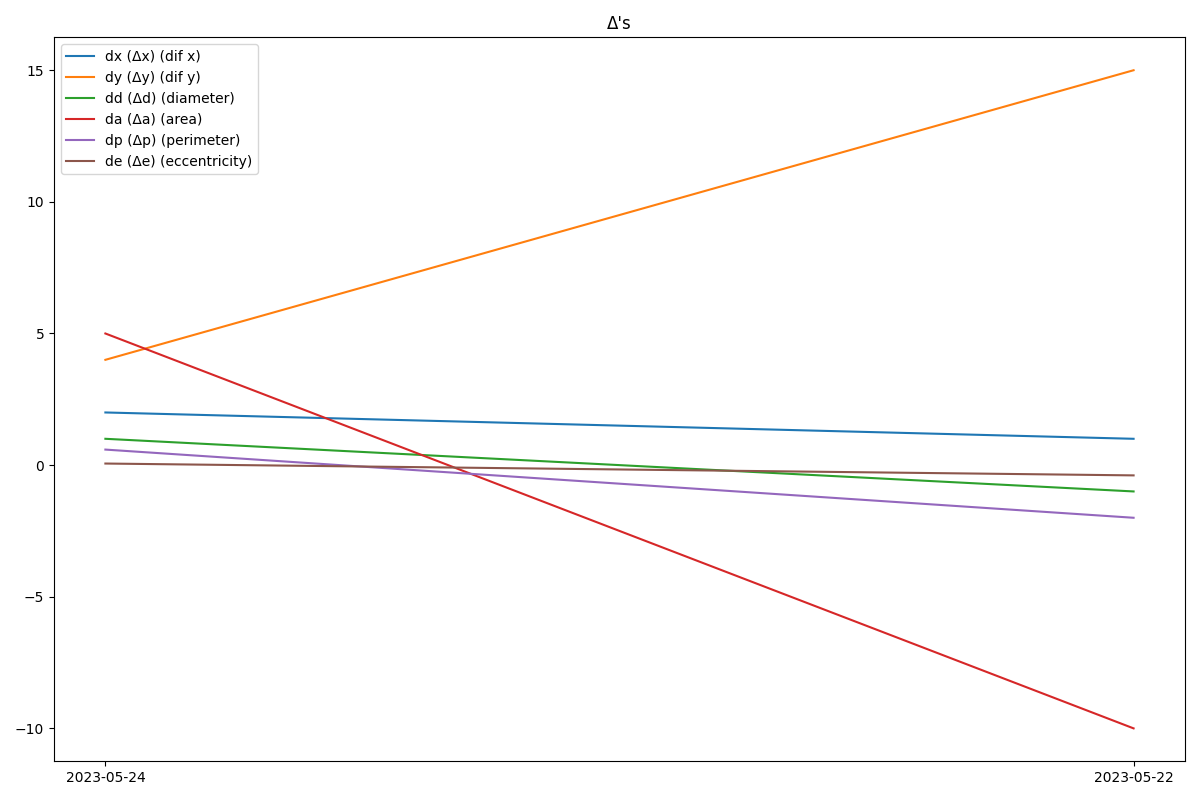 Δ's
dx (Δx) (dif x)
dy (Δy) (dif y)
dd (Δd) (diameter)
da (Δa) (area)
dp (Δp) (perimeter)
de (Δe) (eccentricity)
15
10
5
0
−5
−10
2023-05-24
2023-05-22